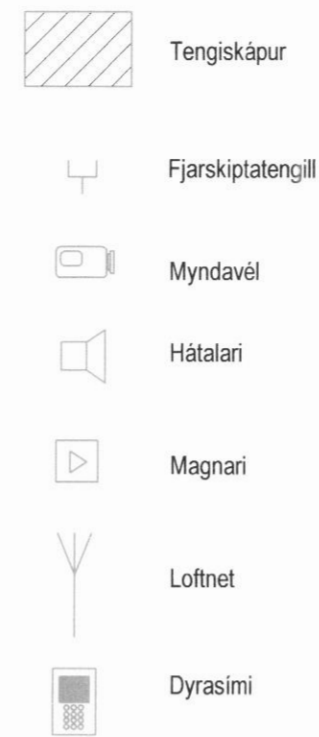 Tengiskápur
Fjarskiptatengill
Myndavél
Hátalari
Magnari
Loftnet
Dyrasími